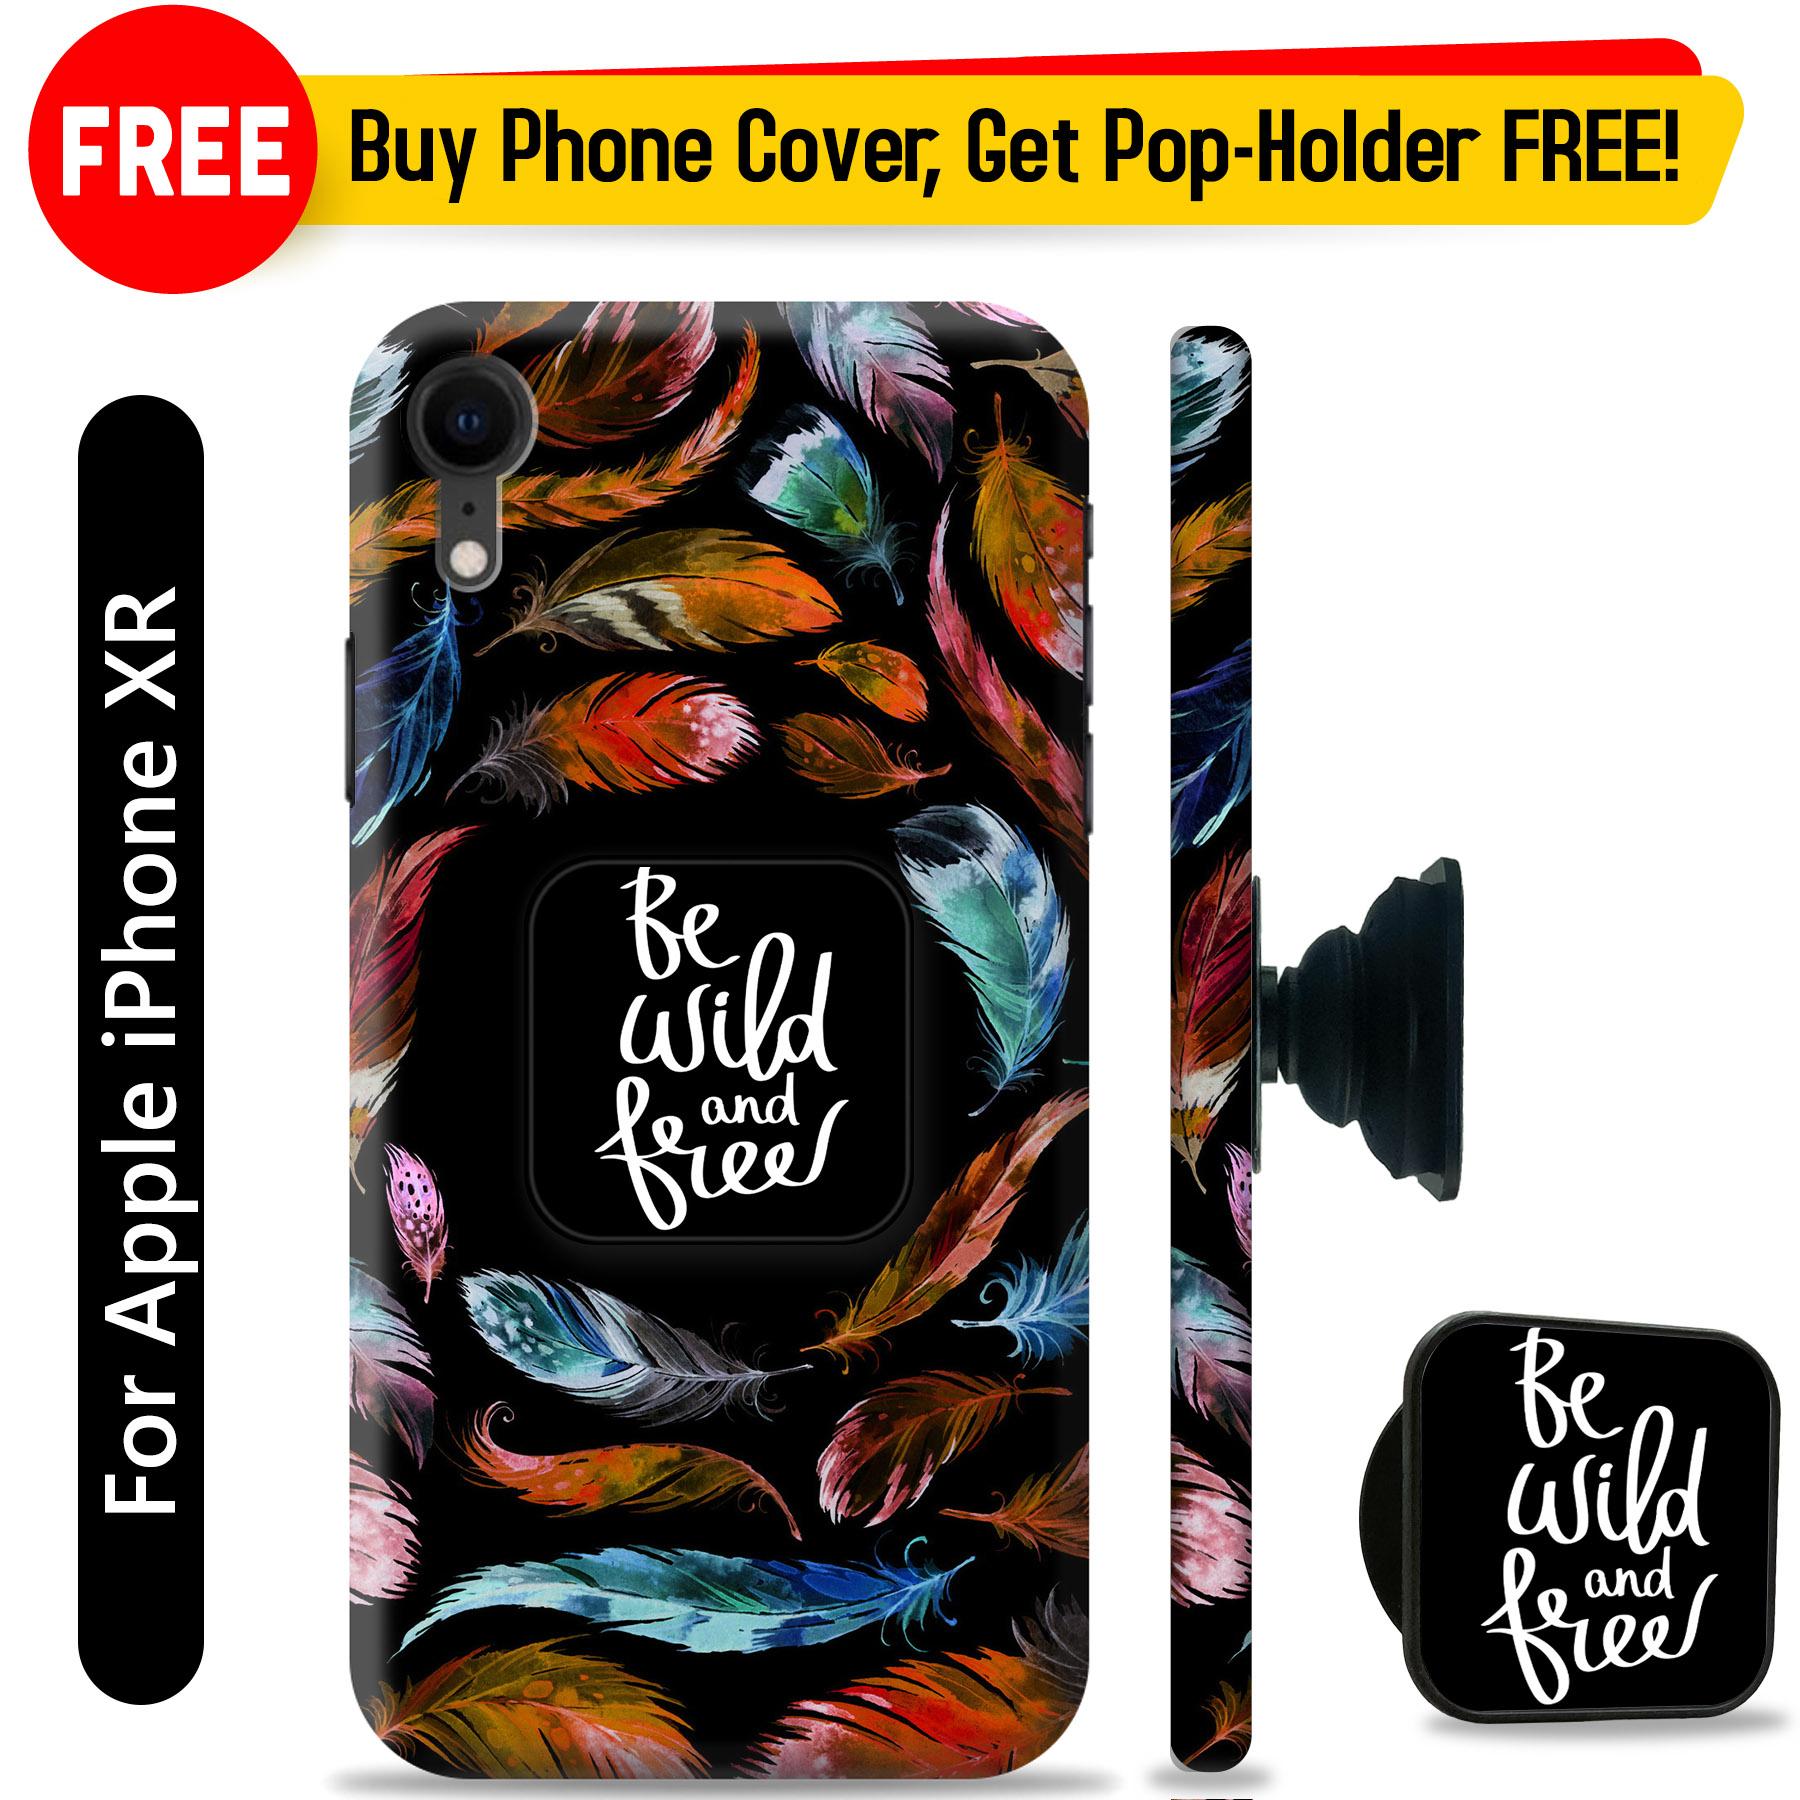 FREE
Buy Phone Cover, Get Pop-Holder FREE!
For Apple iPhone XR
Be
wild
and
free
Be
wild
and
free